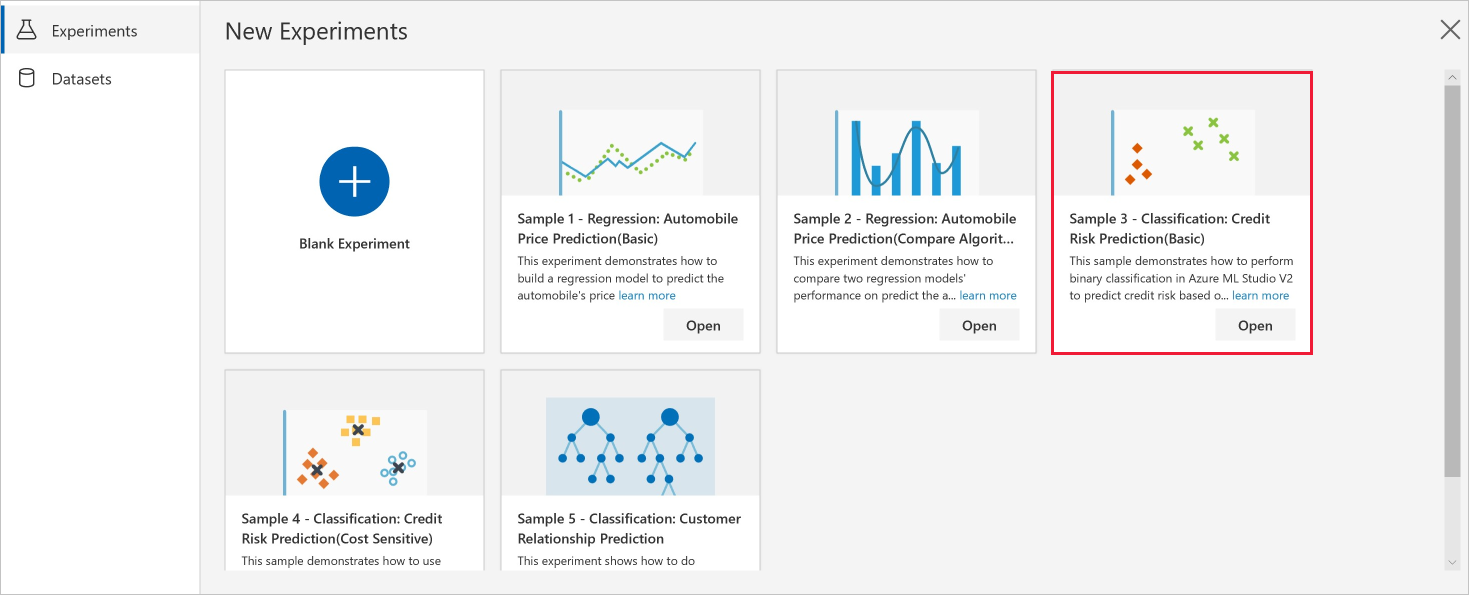 Experiments
Datasets
New Experiments
Blank Experiment
Sample 1 - Regression: Automobile
Price Prediction(Basic)
This experiment demonstrates how to
build a regression model to predict the
automobile's price learn more
Open
Sample 2 - Regression: Automobile
Price Prediction(Compare Algorit...
This experiment demonstrates how to
compare two regression models'
performance on predict the a... learn more
Open
Sample 3 - Classification: Credit
Risk Prediction(Basic)
This sample demonstrates how to perform
binary classification in Azure ML Studio V2
to predict credit risk based o... learn more
Open
Sample 4 - Classification: Credit
Risk Prediction(Cost Sensitive)
This sample demonstrates how to use
Sample 5 - Classification: Customer
Relationship Prediction
This experiment shows how to do